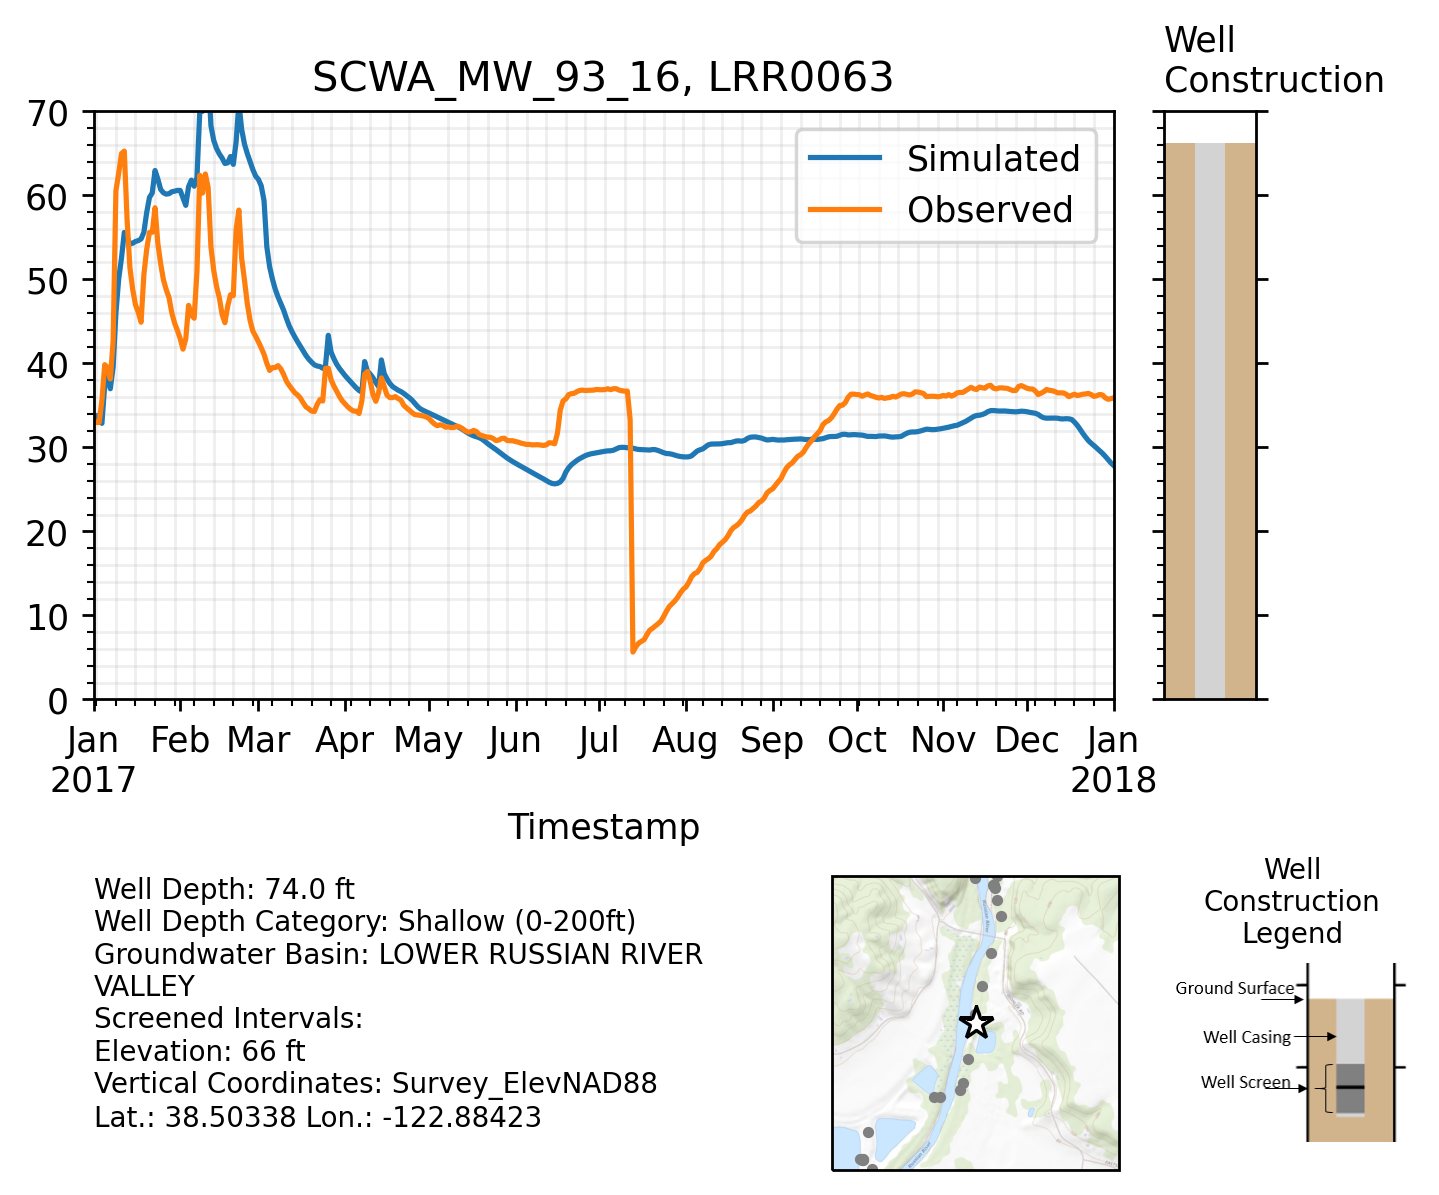 Well
Construction
SCWA_MW_93_16, LRR0063
70
60
50
40
30
20
10
0
Simulated
Observed
Jan Feb Mar Apr May Jun Jul Aug Sep Oct Nov Dec Jan
2017 2018
Timestamp
Well Depth: 74.0 ft
Well Depth Category: Shallow (0-200ft)
Groundwater Basin: LOWER RUSSIAN RIVER
VALLEY
Screened Intervals:
Elevation: 66 ft
Vertical Coordinates: Survey_ElevNAD88
Lat.: 38.50338 Lon.: -122.88423
Well
Construction
Legend
Ground Surface
Well Casing
Well Screen